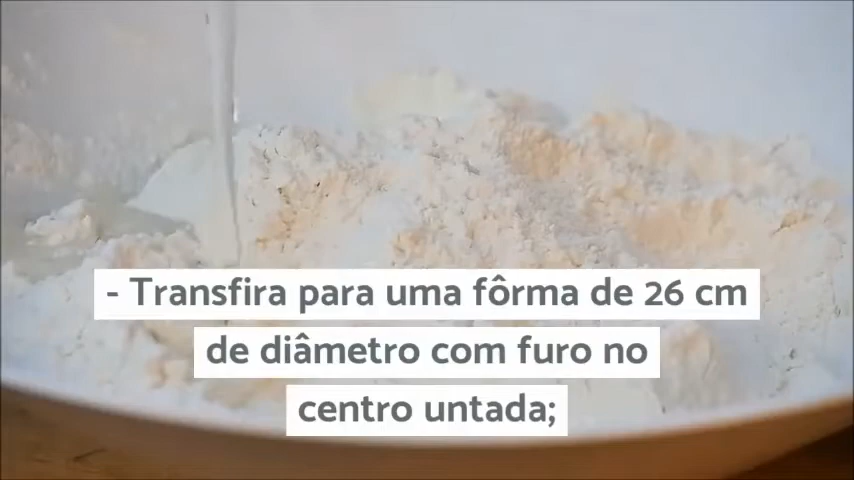 - Transfira para uma fôrma de 26 cm
de diâmetro com furo no
centro untada;